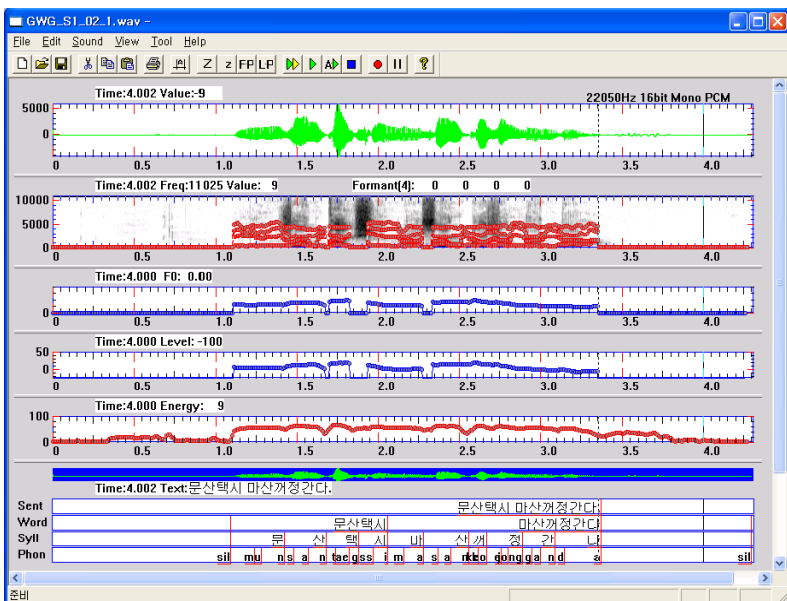 GWG_S1_02_1.wav -
File Edit Sound View Tool Help
Z z FP LP A
Time:4.002 Value:-9
22050Hz 16bit Mono PCM
5000
0
0 0.5 1.0 1.5 2.0 2.5 3.0 3.5 4.0
Time:4.002 Freq:11025 Value: 9 Formant(4): 0 0 0 0
10000
5000
0
0 0.5 1.0 1.5 2.0 2.5 3.0 3.5 4.0
Time:4.000 F0: 0.00
0
0 0.5 1.0 1.5 2.0 2.5 3.0 3.5 4.0
Time:4.000 Level: -100
50
0
0 0.5 1.0 1.5 2.0 2.5 3.0 3.5 4.0
Time:4.000 Energy: 9
100
0
0 0.5 1.0 1.5 2.0 2.5 3.0 3.5 4.0
Time:4.002 Text:문산택시 마산꺼정간다.
Sent 문산택시 마산꺼정간다.
Word 문산택시 마산꺼정간다
Syll 문 산 택 시 마 산 꺼 정 간
Phon sil mu ns a n tae gss i m a s a ng ga n d sil
준비